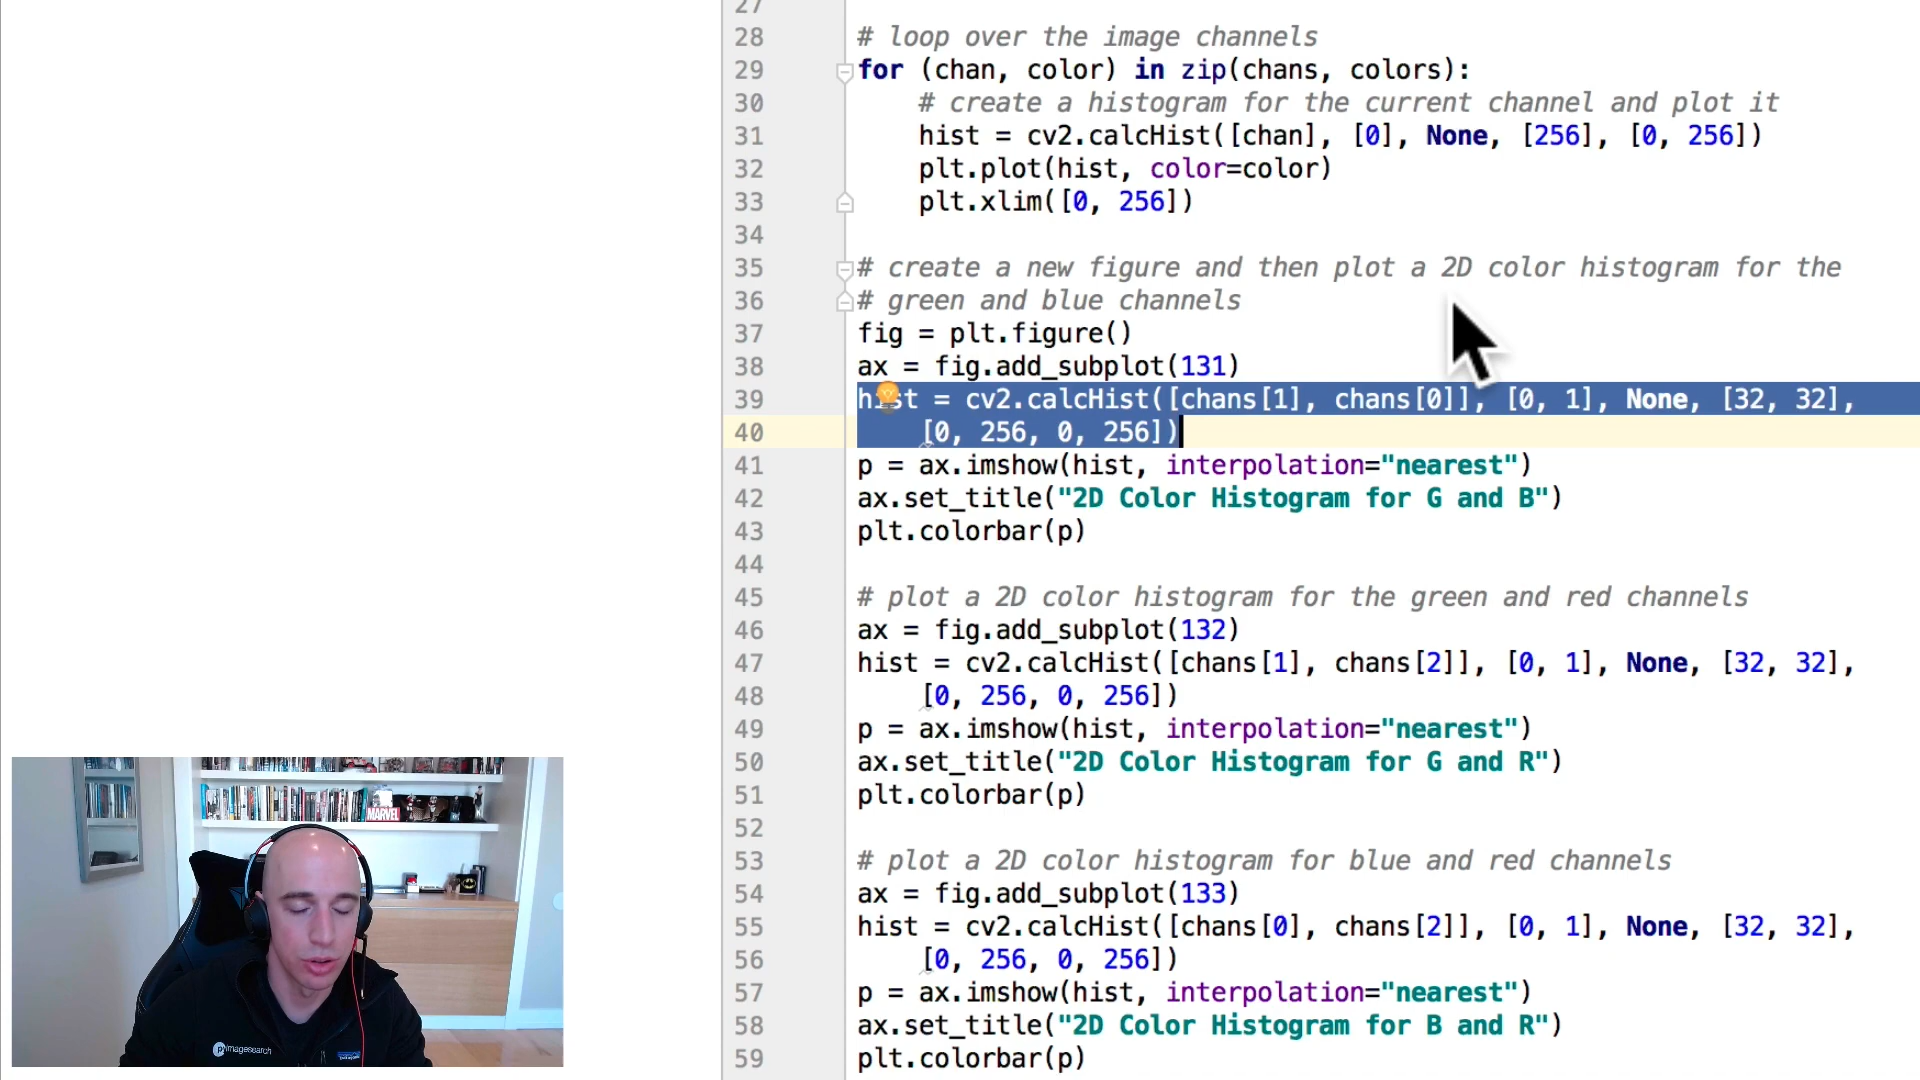 27
28 # loop over the image channels
29 for (chan, color) in zip(chans, colors):
30 # create a histogram for the current channel and plot it
31 hist = cv2.calcHist([chan], [0], None, [256], [0, 256])
32 plt.plot(hist, color=color)
33 plt.xlim([0, 256])
34
35 # create a new figure and then plot a 2D color histogram for the
36 # green and blue channels
37 fig = plt.figure()
38 ax = fig.add_subplot(131)
39 hist = cv2.calcHist([chans[1], chans[0]], [0, 1], None, [32, 32],
40 [0, 256, 0, 256])
41 p = ax.imshow(hist, interpolation="nearest")
42 ax.set_title("2D Color Histogram for G and B")
43 plt.colorbar(p)
44
45 # plot a 2D color histogram for the green and red channels
46 ax = fig.add_subplot(132)
47 hist = cv2.calcHist([chans[1], chans[2]], [0, 1], None, [32, 32],
48 [0, 256, 0, 256])
49 p = ax.imshow(hist, interpolation="nearest")
50 ax.set_title("2D Color Histogram for G and R")
51 plt.colorbar(p)
52
53 # plot a 2D color histogram for blue and red channels
54 ax = fig.add_subplot(133)
55 hist = cv2.calcHist([chans[0], chans[2]], [0, 1], None, [32, 32],
56 [0, 256, 0, 256])
57 p = ax.imshow(hist, interpolation="nearest")
58 ax.set_title("2D Color Histogram for B and R")
59 plt.colorbar(p)
MARVEL
pyimagesearch